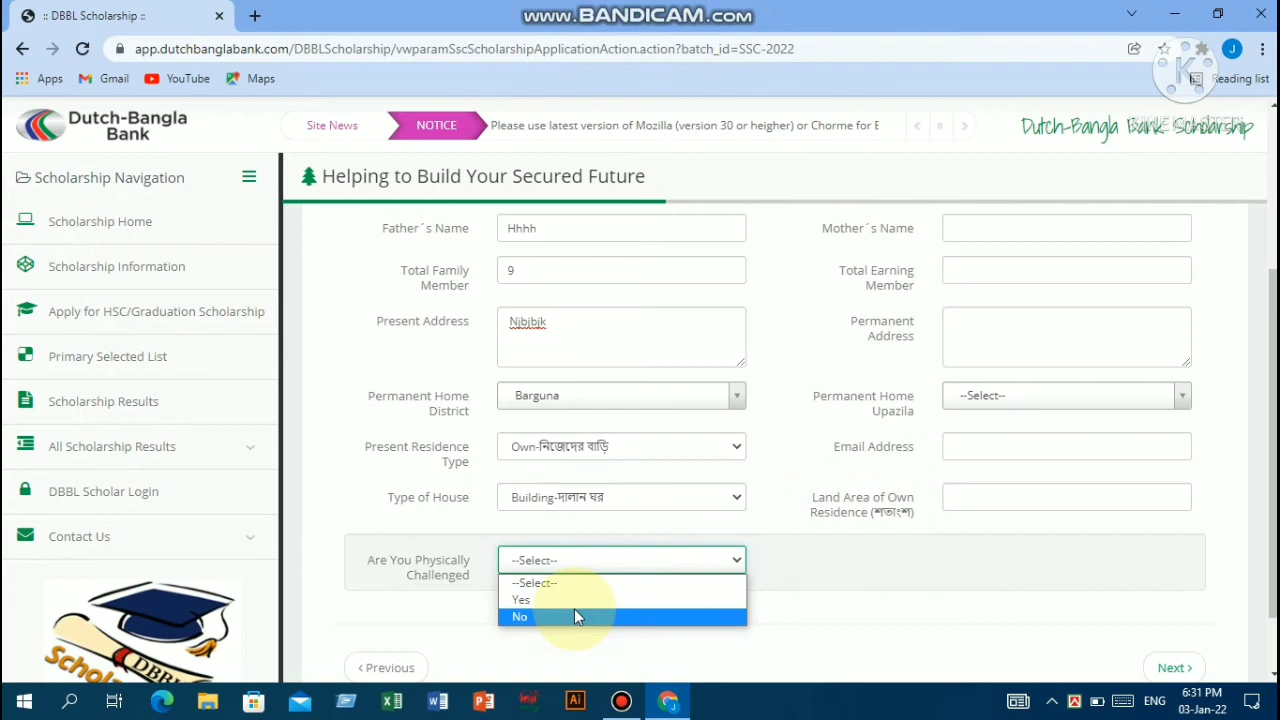 www.BANDICAM.com
:: DBBL Scholarship ::
app.dutchbanglabank.com/DBBLScholarship/vwparamSscScholarshipApplicationAction.action?batch_id=SSC-2022
J
Apps
Gmail
YouTube
Maps
Reading list
K
Dutch-Bangla
Bank
Site News
NOTICE
Please use latest version of Mozilla (version 30 or heigher) or Chorme for E
Dutch-Bangla Bank Scholarship
KINEMASTER
Scholarship Navigation
Helping to Build Your Secured Future
Scholarship Home
Scholarship Information
Apply for HSC/Graduation Scholarship
Primary Selected List
Scholarship Results
All Scholarship Results
DBBL Scholar Login
Contact Us
Father´s Name
Hhhh
Mother´s Name
Total Family
Member
9
Total Earning
Member
Present Address
Njbjbjk
Permanent
Address
Permanent Home
District
Barguna
Permanent Home
Upazila
--Select--
Present Residence
Type
Own-নিজেদের বাড়ি
Email Address
Type of House
Building-দালান ঘর
Land Area of Own
Residence (শতাংশ)
Are You Physically
Challenged
--Select--
--Select--
Yes
No
Previous
Next
ENG
6:31 PM
03-Jan-22